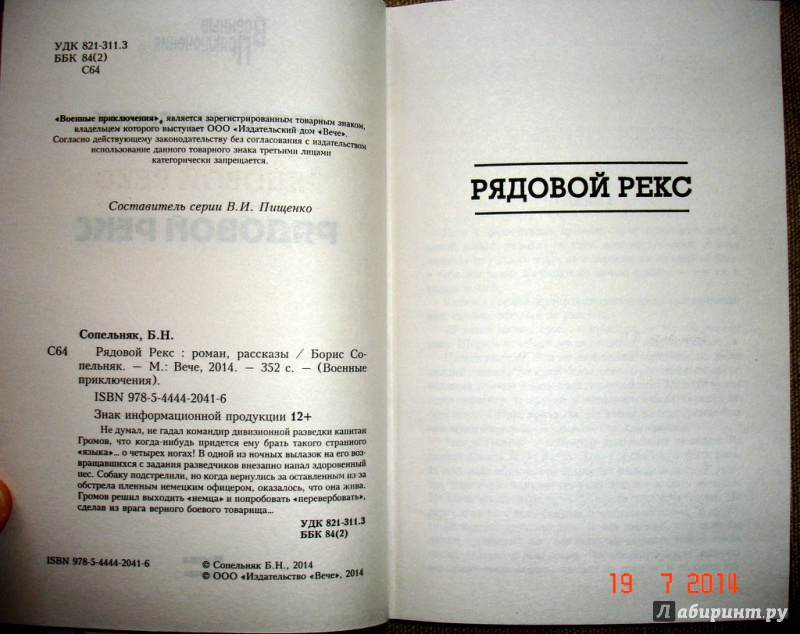 УДК 821-311.3
ББК 84(2)
С64
«Военные приключения», является зарегистрированным товарным знаком,
владельцем которого выступает ООО «Издательский дом «Вече».
Согласно действующему законодательству без согласования с издательством
использование данного товарного знака третьими лицами
категорически запрещается.
Составитель серии В.И. Пищенко
Сопельняк, Б.Н.
С64 Рядовой Рекс : роман, рассказы / Борис Со-
пельняк. — М.: Вече, 2014. — 352 с. — (Военные
приключения).
ISBN 978-5-4444-2041-6
Знак информационной продукции 12+
Не думал, не гадал командир дивизионной разведки капитан
Громов, что когда-нибудь придется ему брать такого странного
«языка»... о четырех ногах! В одной из ночных вылазок на его воз-
вращавшихся с задания разведчиков внезапно напал здоровенный
пес. Собаку подстрелили, но когда вернулись за оставленным из-за
обстрела пленным немецким офицером, оказалось, что она жива.
Громов решил выходить «немца» и попробовать «перевербовать»,
сделав из врага верного боевого товарища...
УДК 821-311.3
ББК 84(2)
ISBN 978-5-4444-2041-6
© Сопельняк Б.Н., 2014
© ООО «Издательство «Вече», 2014
РЯДОВОЙ РЕКС
19 7 2014
Лабиринт.ру